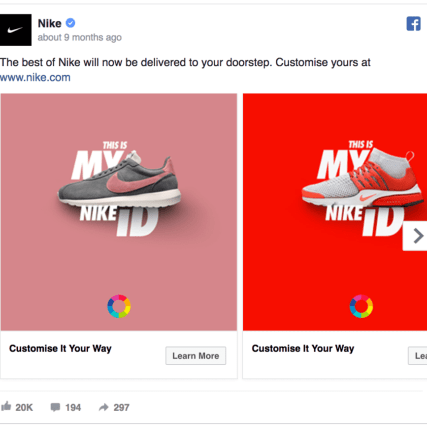 Nike
about 9 months ago
The best of Nike will now be delivered to your doorstep. Customise yours at
www.nike.com
THIS IS
MY
NIKE ID
THIS IS
MY
NIKE ID
Customise It Your Way
Learn More
Customise It Your Way
Lea
20K
194
297